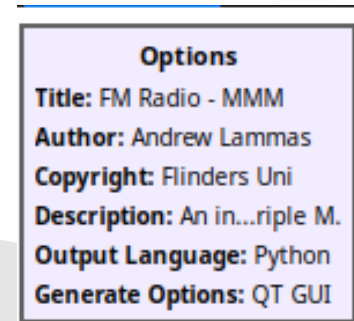 Options
Title: FM Radio - MMM
Author: Andrew Lammas
Copyright: Flinders Uni
Description: An in...riple M.
Output Language: Python
Generate Options: QT GUI